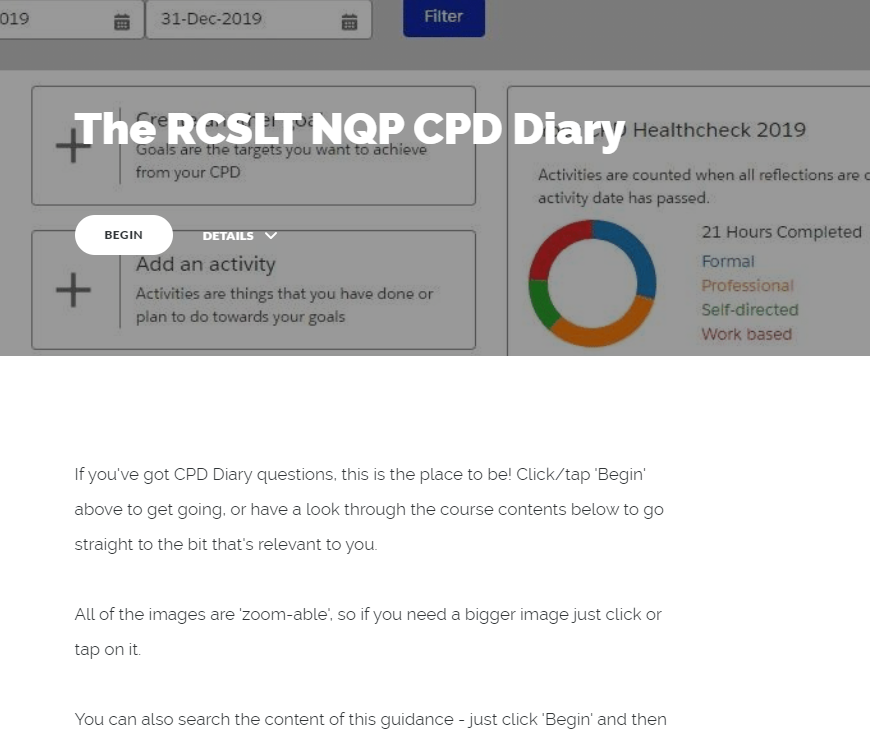 019
31-Dec-2019
Filter
The RCSLT NQP CPD Diary
Goals are the targets you want to achieve
from your CPD
BEGIN
DETAILS
Add an activity
Activities are things that you have done or
plan to do towards your goals
CPD Healthcheck 2019
Activities are counted when all reflections are c
activity date has passed.
21 Hours Completed
Formal
Professional
Self-directed
Work based
If you've got CPD Diary questions, this is the place to be! Click/tap 'Begin'
above to get going, or have a look through the course contents below to go
straight to the bit that's relevant to you.
All of the images are 'zoom-able', so if you need a bigger image just click or
tap on it.
You can also search the content of this guidance - just click 'Begin' and then